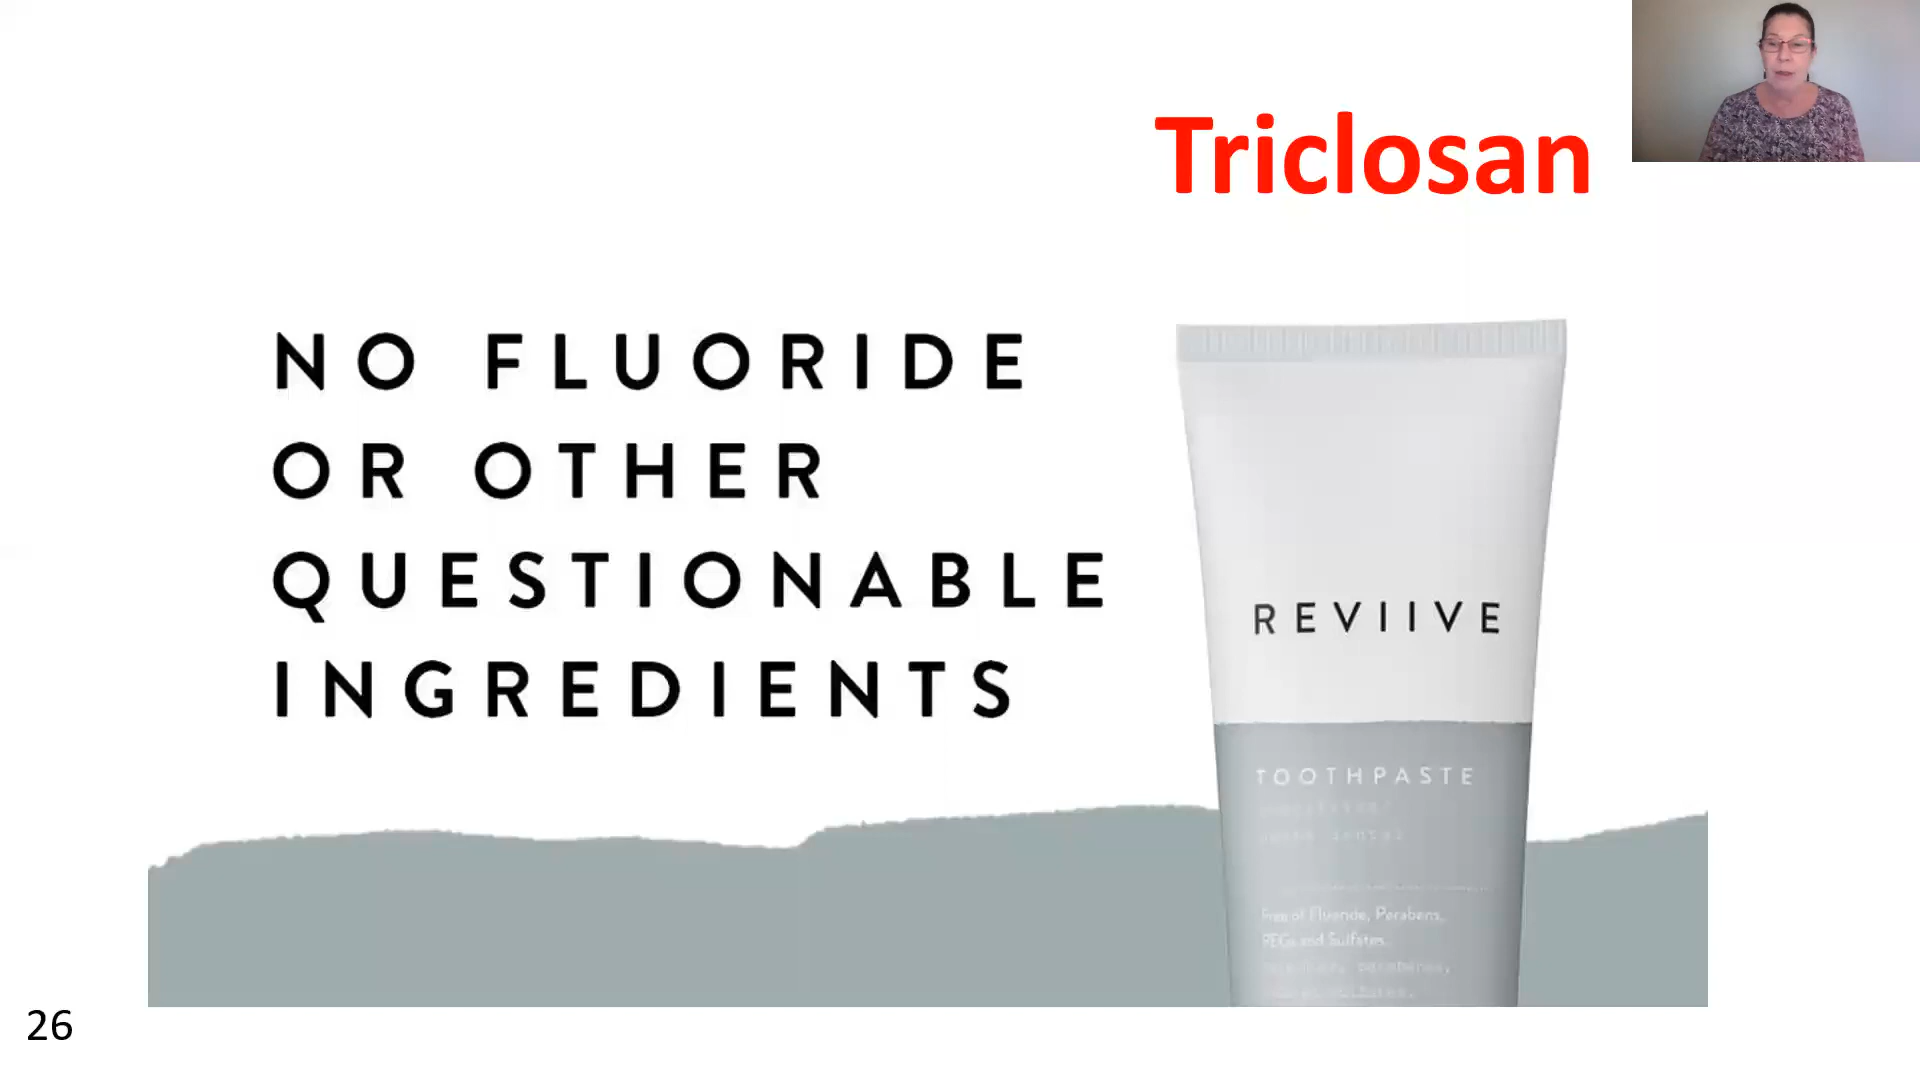 Triclosan
NO FLUORIDE
OR OTHER
QUESTIONABLE
INGREDIENTS
REVIIVE
TOOTHPASTE
Free of Fluoride, Parabens,
PEGs and Sulfates.
26